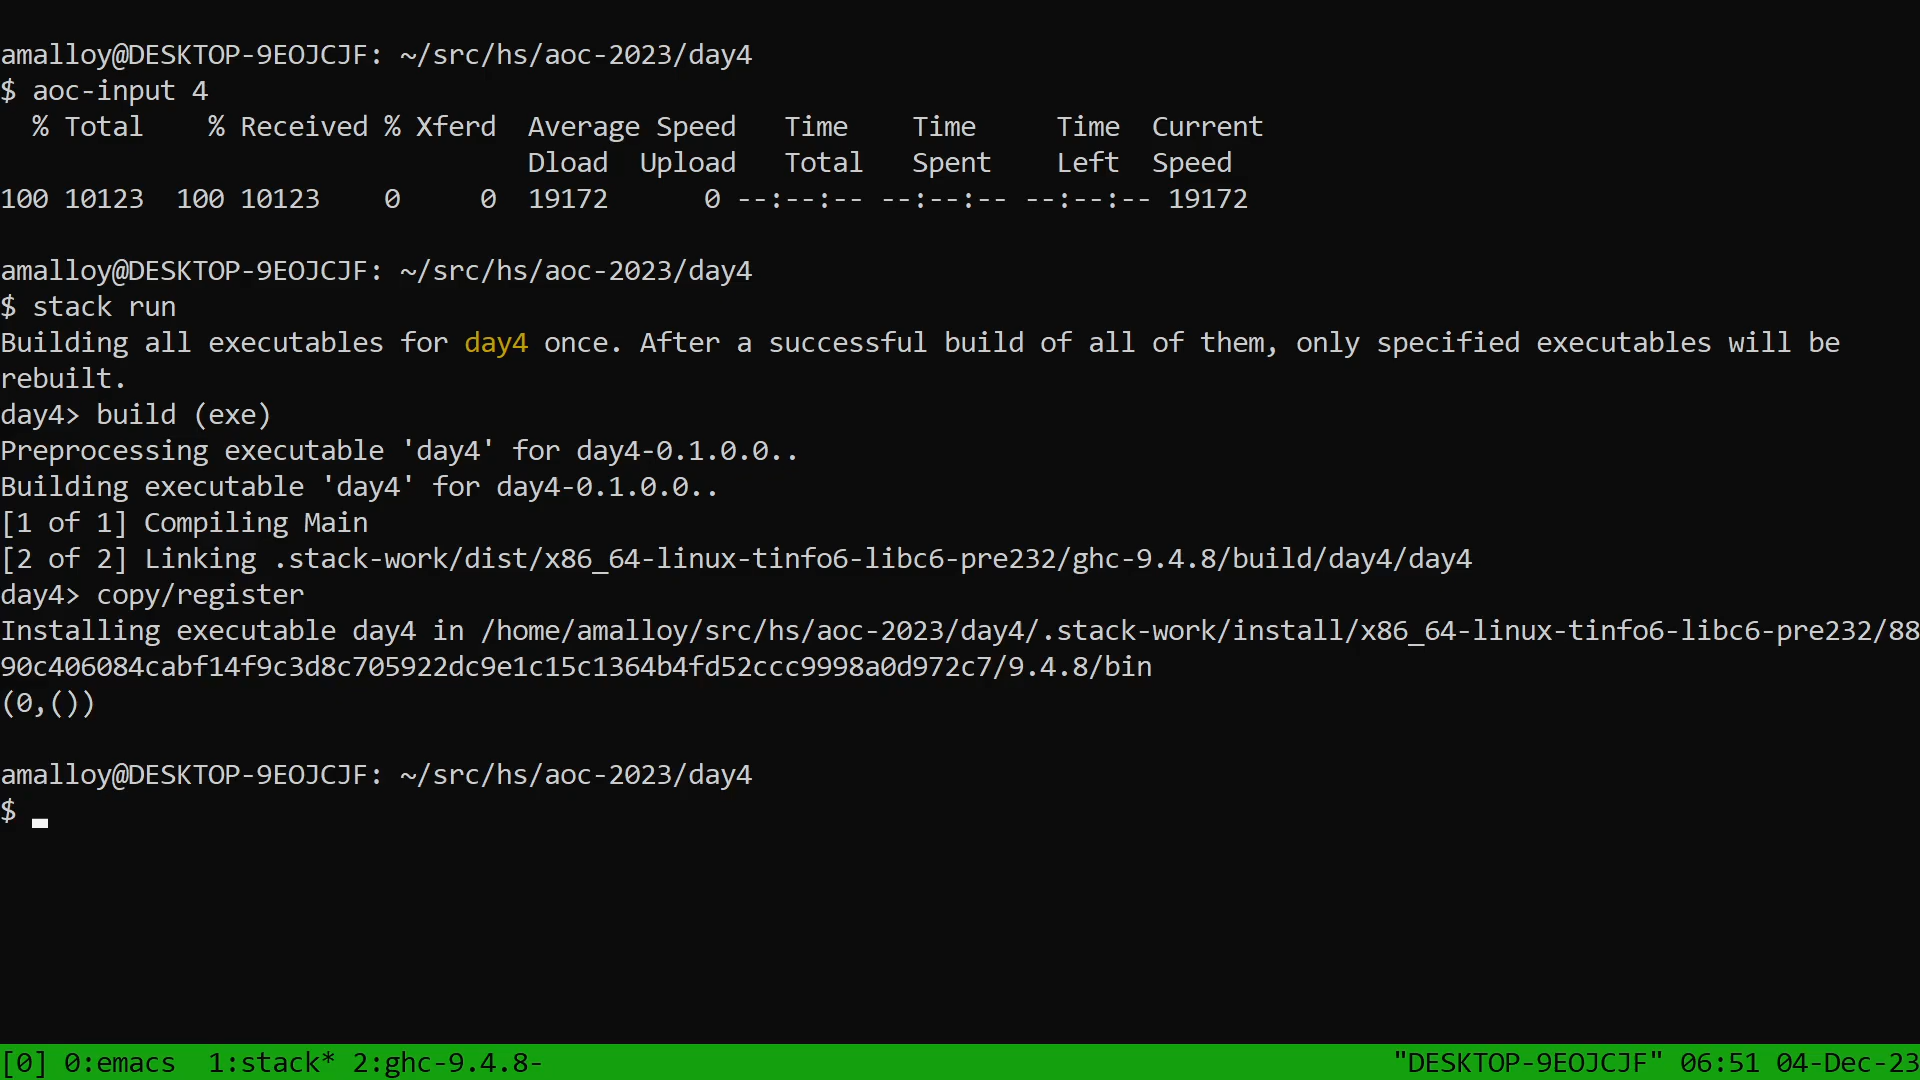 amalloy@DESKTOP-9EOJCJF: ~/src/hs/aoc-2023/day4
$ aoc-input 4
  % Total    % Received % Xferd  Average Speed   Time    Time     Time  Current
                                 Dload  Upload   Total   Spent    Left  Speed
100 10123  100 10123    0     0  19172      0 --:--:-- --:--:-- --:--:-- 19172
amalloy@DESKTOP-9EOJCJF: ~/src/hs/aoc-2023/day4
$ stack run
Building all executables for day4 once. After a successful build of all of them, only specified executables will be
rebuilt.
day4> build (exe)
Preprocessing executable 'day4' for day4-0.1.0.0..
Building executable 'day4' for day4-0.1.0.0..
[1 of 1] Compiling Main
[2 of 2] Linking .stack-work/dist/x86_64-linux-tinfo6-libc6-pre232/ghc-9.4.8/build/day4/day4
day4> copy/register
Installing executable day4 in /home/amalloy/src/hs/aoc-2023/day4/.stack-work/install/x86_64-linux-tinfo6-libc6-pre232/88
90c406084cabf14f9c3d8c705922dc9e1c15c1364b4fd52ccc9998a0d972c7/9.4.8/bin
(0,())
amalloy@DESKTOP-9EOJCJF: ~/src/hs/aoc-2023/day4
$
[0] 0:emacs  1:stack* 2:ghc-9.4.8-    "DESKTOP-9EOJCJF" 06:51 04-Dec-23